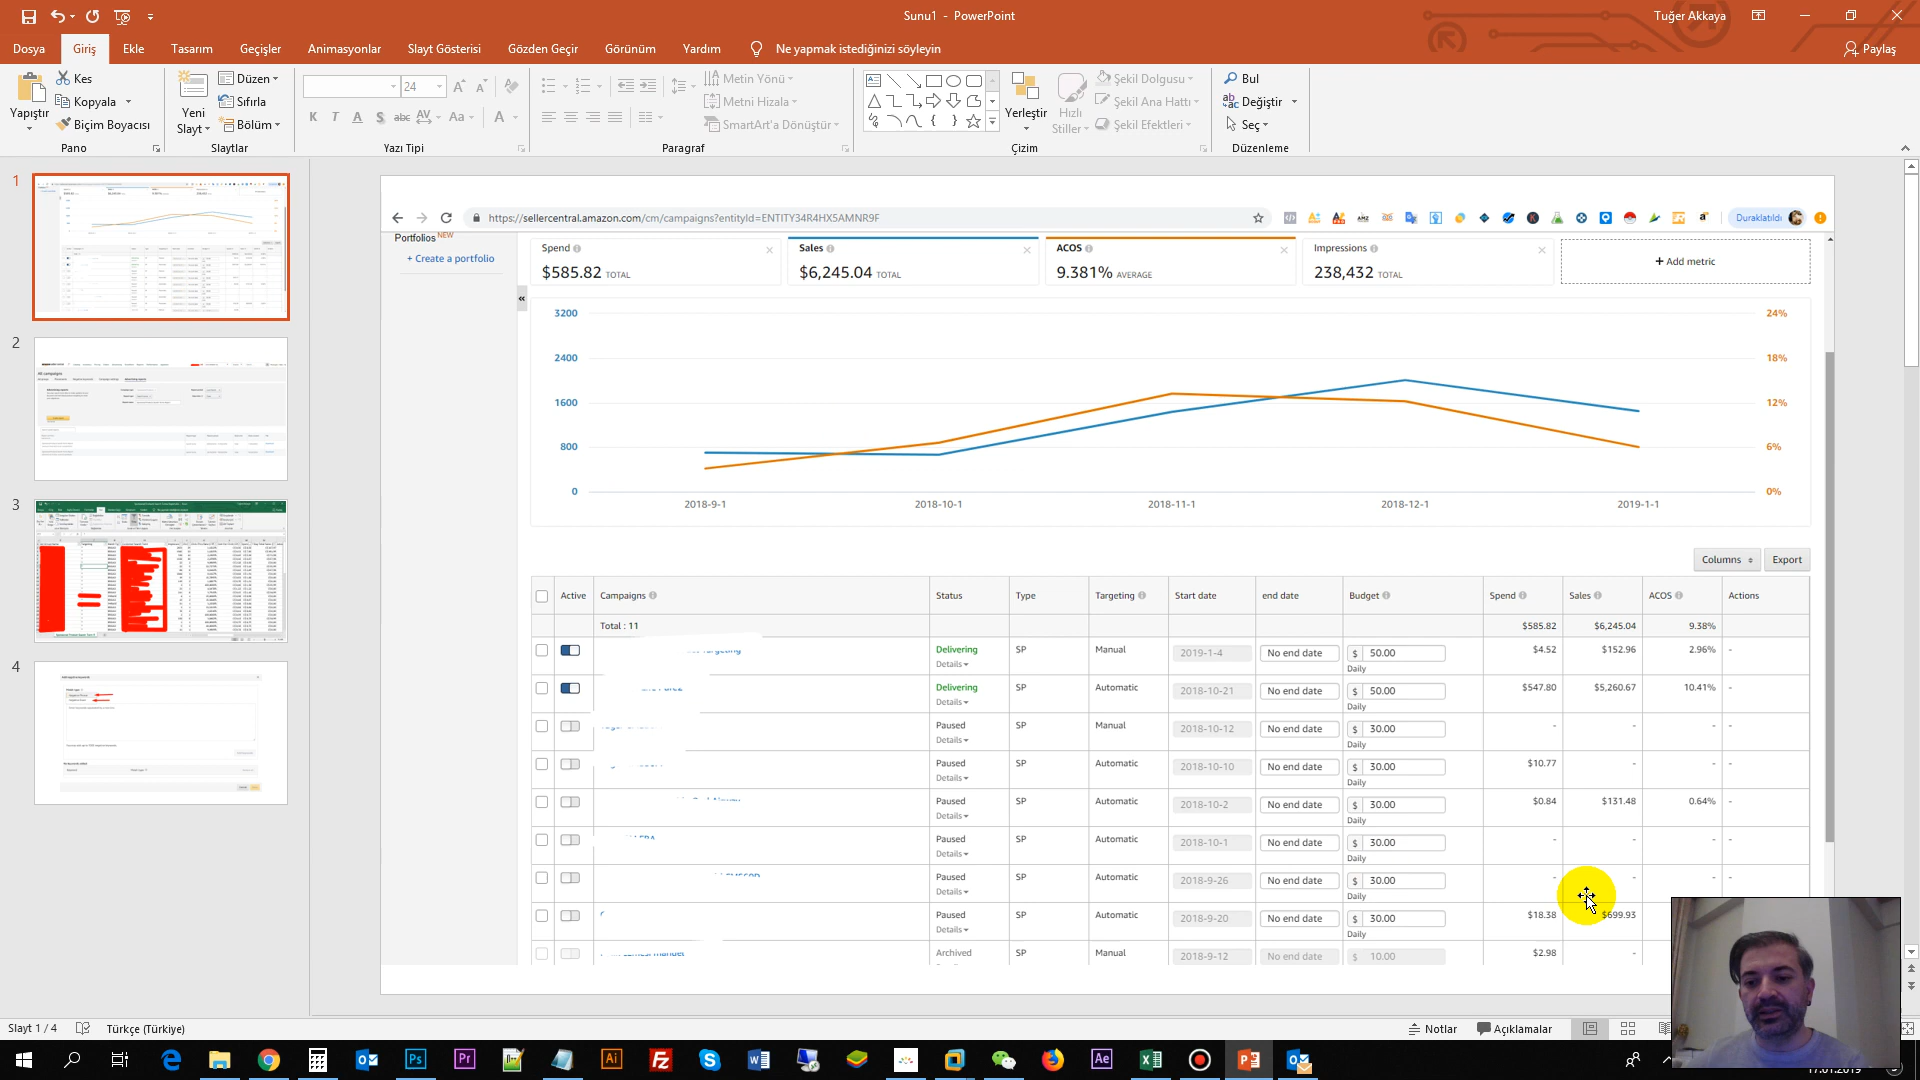 Sunu1 - PowerPoint
Tuğer Akkaya
Dosya Giriş Ekle Tasarım Geçişler Animasyonlar Slayt Gösterisi Gözden Geçir Görünüm Yardım Ne yapmak istediğinizi söyleyin Paylaş
Yapıştır Kes
Kopyala
Biçim Boyacısı
Pano
Yeni Slayt
Düzen
Sıfırla
Bölüm
Slaytlar
24
K T A S abc AV Aa A
Yazı Tipi
Metin Yönü
Metni Hizala
SmartArt'a Dönüştür
Paragraf
Yerleştir
Hızlı Stiller
Şekil Dolgusu
Şekil Ana Hattı
Şekil Efektleri
Çizim
Bul
Değiştir
Seç
Düzenleme
1
2
3
4
https://sellercentral.amazon.com/cm/campaigns?entityId=ENTITY34R4HX5AMNR9F
Duraklatıldı
Portfolios NEW
+ Create a portfolio
Spend
$585.82 TOTAL
Sales
$6,245.04 TOTAL
ACOS
9.381% AVERAGE
Impressions
238,432 TOTAL
+ Add metric
3200 24%
2400 18%
1600 12%
800 6%
0 0%
2018-9-1 2018-10-1 2018-11-1 2018-12-1 2019-1-1
Columns Export
Active Campaigns Status Type Targeting Start date end date Budget Spend Sales ACOS Actions
Total : 11 $585.82 $6,245.04 9.38%
Delivering SP Manual 2019-1-4 No end date $ 50.00 $4.52 $152.96 2.96% -
Details Daily
Delivering SP Automatic 2018-10-21 No end date $ 50.00 $547.80 $5,260.67 10.41% -
Details Daily
Paused SP Manual 2018-10-12 No end date $ 30.00 - - - -
Details Daily
Paused SP Automatic 2018-10-10 No end date $ 30.00 $10.77 - - -
Details Daily
Paused SP Automatic 2018-10-2 No end date $ 30.00 $0.84 $131.48 0.64% -
Details Daily
Paused SP Automatic 2018-10-1 No end date $ 30.00 - - - -
Details Daily
Paused SP Automatic 2018-9-26 No end date $ 30.00 - - - -
Details Daily
Paused SP Automatic 2018-9-20 No end date $ 30.00 $18.38 $699.93
Details Daily
Archived SP Manual 2018-9-12 No end date $ 10.00 $2.98 -
Slayt 1 / 4 Türkçe (Türkiye) Notlar Açıklamalar
17.01.2019